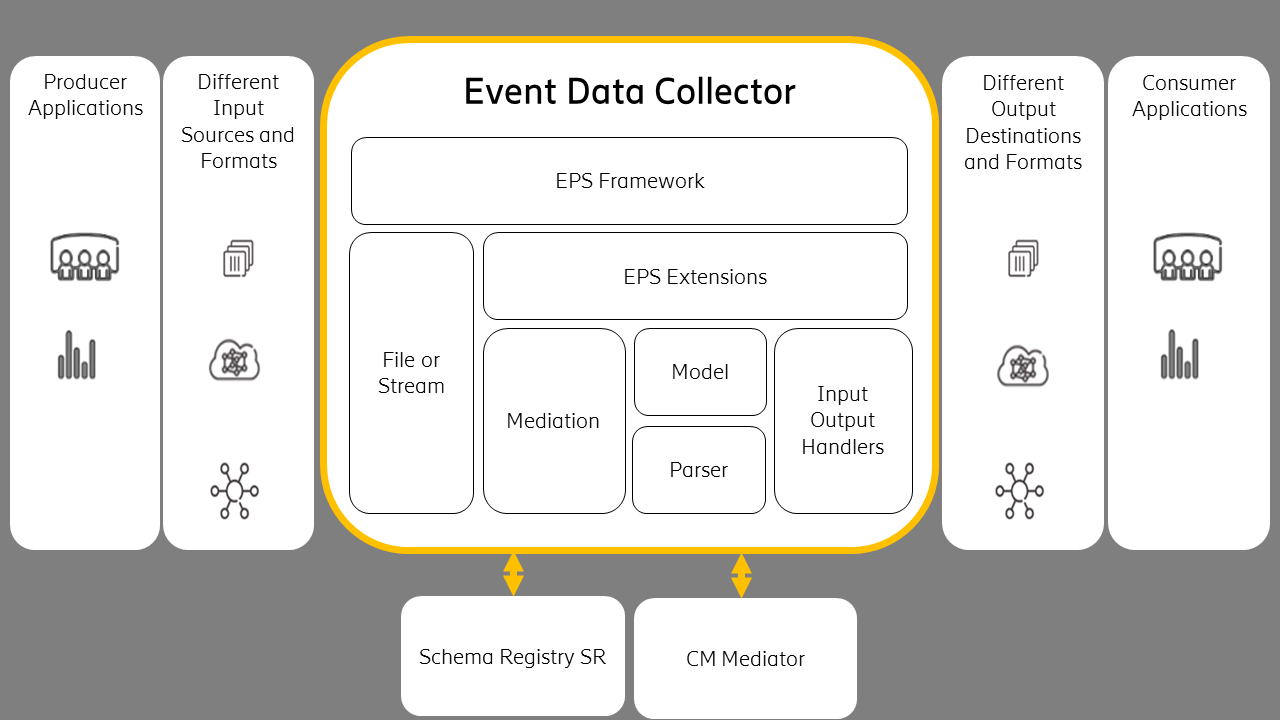 Producer
Applications
Different
Input
Sources and
Formats
Event Data Collector
EPS Framework
File or
Stream
EPS Extensions
Mediation
Model
Parser
Input
Output
Handlers
Different
Output
Destinations
and Formats
Consumer
Applications
Schema Registry SR
CM Mediator